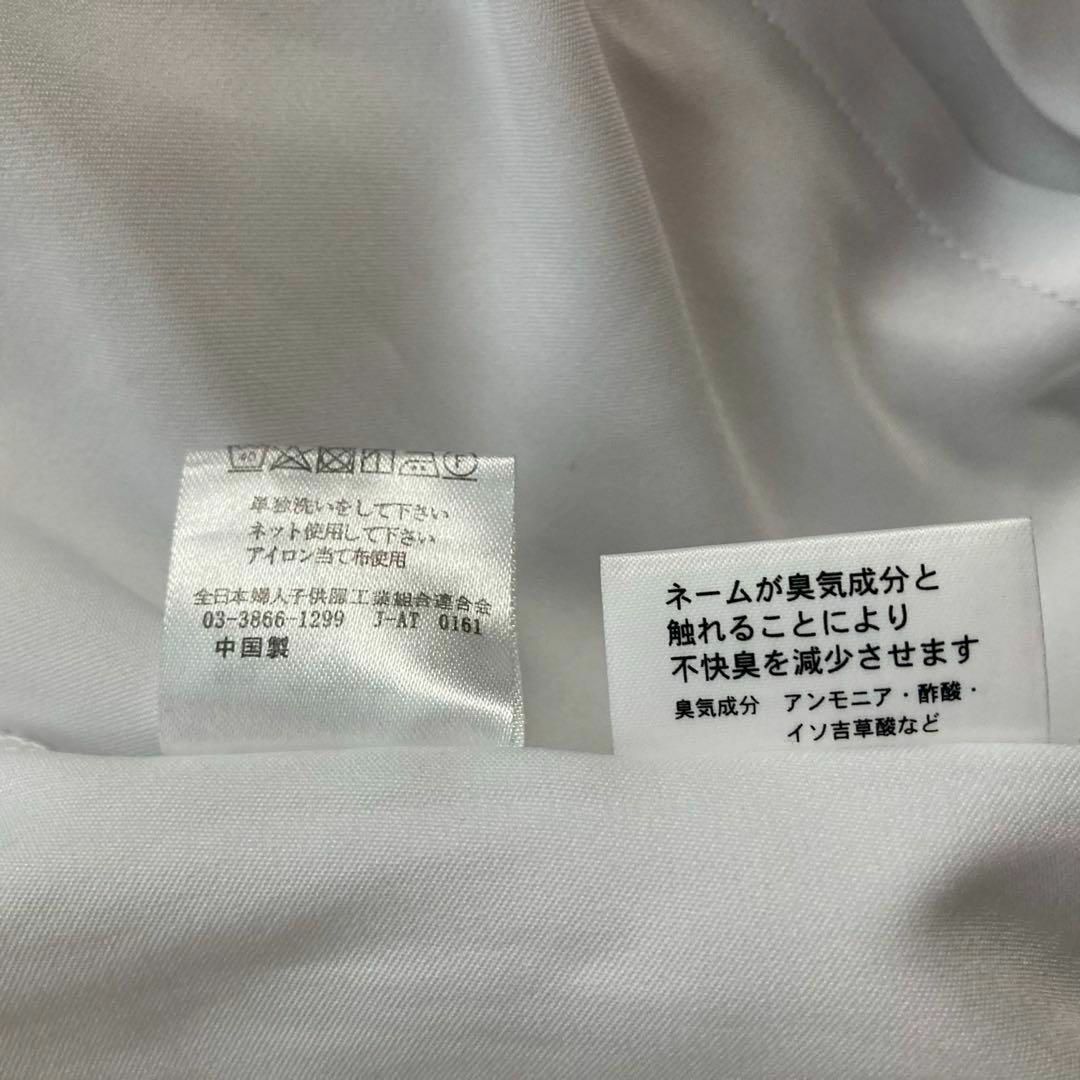 40
単独洗いをして下さい
ネット使用して下さい
アイロン当て布使用
全日本婦人子供服工業組合連合会
03-3866-1299 J-AT 0161
中国製
ネームが臭気成分と
触れることにより
不快臭を減少させます
臭気成分 アンモニア・酢酸・
イソ吉草酸など